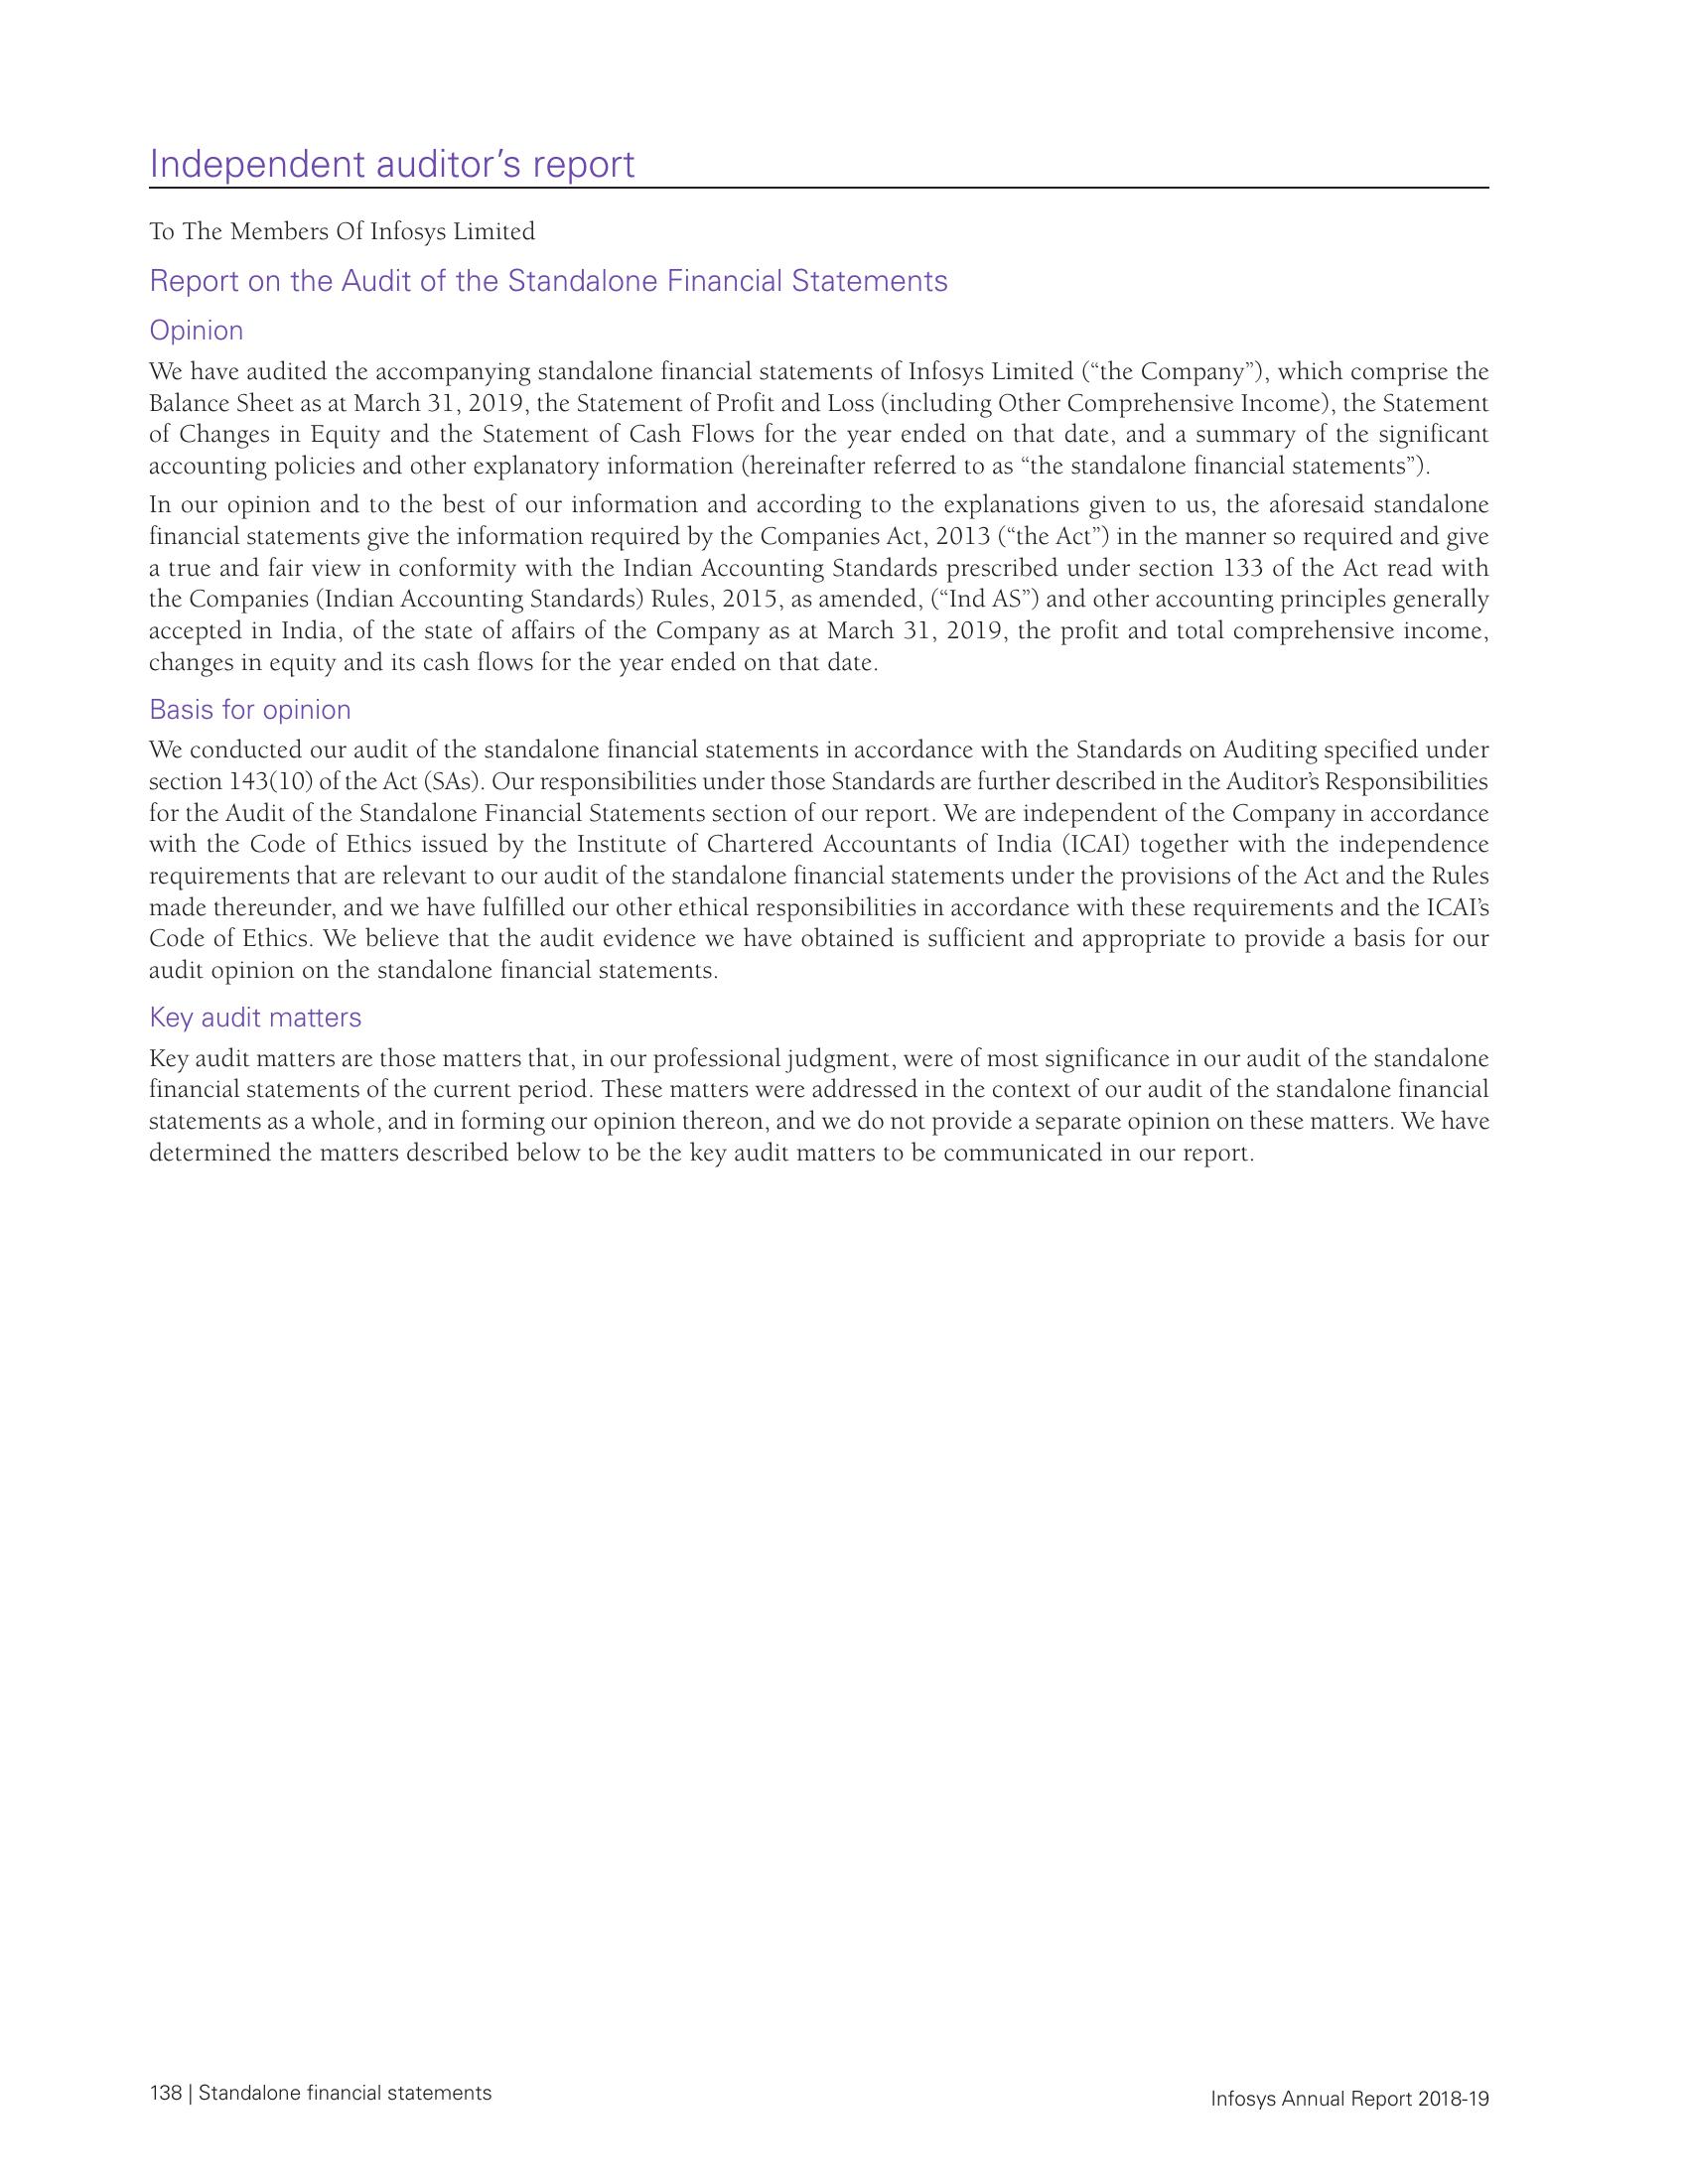 Independent auditor’s report
To The Members Of Infosys Limited
Report on the Audit of the Standalone Financial Statements
Opinion
We have audited the accompanying standalone financial statements of Infosys Limited (“the Company”), which comprise the
Balance Sheet as at March 31, 2019, the Statement of Profit and Loss (including Other Comprehensive Income), the Statement
of Changes in Equity and the Statement of Cash Flows for the year ended on that date, and a summary of the significant
accounting policies and other explanatory information (hereinafter referred to as “the standalone financial statements”).
In our opinion and to the best of our information and according to the explanations given to us, the aforesaid standalone
financial statements give the information required by the Companies Act, 2013 (“the Act”) in the manner so required and give
a true and fair view in conformity with the Indian Accounting Standards prescribed under section 133 of the Act read with
the Companies (Indian Accounting Standards) Rules, 2015, as amended, (“Ind AS”) and other accounting principles generally
accepted in India, of the state of affairs of the Company as at March 31, 2019, the profit and total comprehensive income,
changes in equity and its cash flows for the year ended on that date.
Basis for opinion
We conducted our audit of the standalone financial statements in accordance with the Standards on Auditing specified under
section 143(10) of the Act (SAs). Our responsibilities under those Standards are further described in the Auditor’s Responsibilities
for the Audit of the Standalone Financial Statements section of our report. We are independent of the Company in accordance
with the Code of Ethics issued by the Institute of Chartered Accountants of India (ICAI) together with the independence
requirements that are relevant to our audit of the standalone financial statements under the provisions of the Act and the Rules
made thereunder, and we have fulfilled our other ethical responsibilities in accordance with these requirements and the ICAI’s
Code of Ethics. We believe that the audit evidence we have obtained is sufficient and appropriate to provide a basis for our
audit opinion on the standalone financial statements.
Key audit matters
Key audit matters are those matters that, in our professional judgment, were of most significance in our audit of the standalone
financial statements of the current period. These matters were addressed in the context of our audit of the standalone financial
statements as a whole, and in forming our opinion thereon, and we do not provide a separate opinion on these matters. We have
determined the matters described below to be the key audit matters to be communicated in our report.
138 | Standalone financial statements
Infosys Annual Report 2018-19